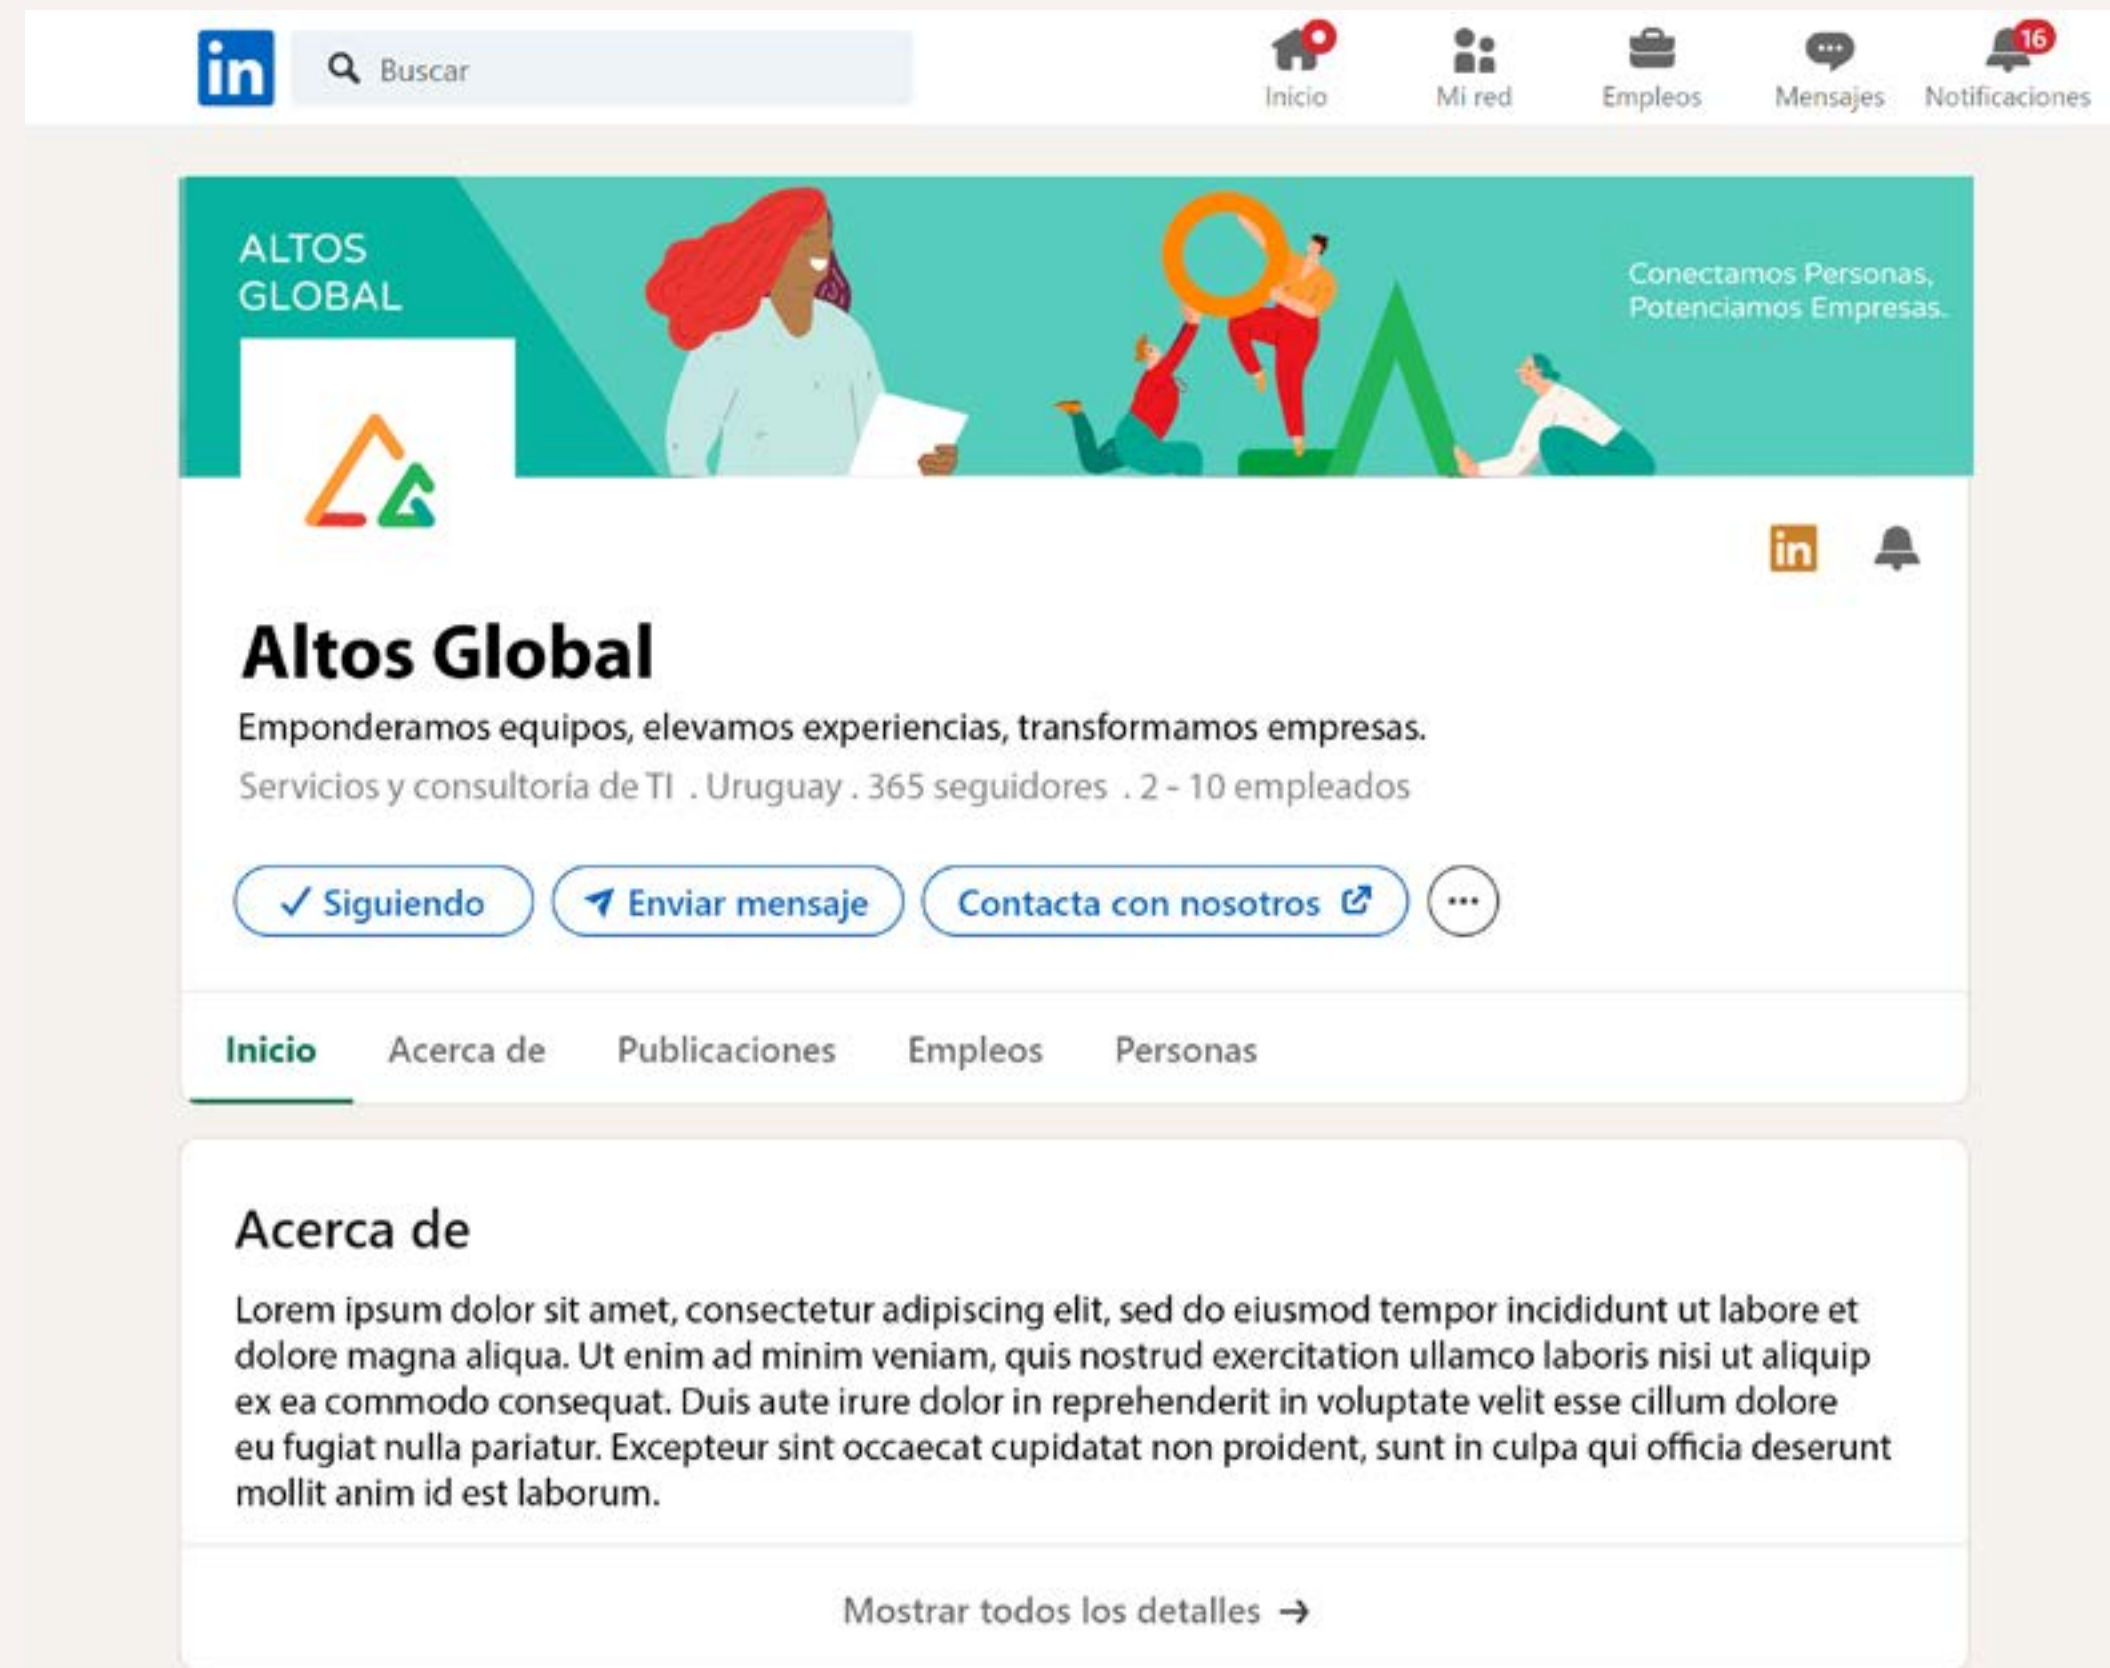 in
Buscar
Inicio
Mi red
Empleos
Mensajes
16
Notificaciones
ALTOS
GLOBAL
Conectamos Personas,
Potenciamos Empresas.
in
Altos Global
Emponderamos equipos, elevamos experiencias, transformamos empresas.
Servicios y consultoría de TI . Uruguay . 365 seguidores . 2 - 10 empleados
Siguiendo
Enviar mensaje
Contacta con nosotros
Inicio
Acerca de
Publicaciones
Empleos
Personas
Acerca de
Lorem ipsum dolor sit amet, consectetur adipiscing elit, sed do eiusmod tempor incididunt ut labore et
dolore magna aliqua. Ut enim ad minim veniam, quis nostrud exercitation ullamco laboris nisi ut aliquip
ex ea commodo consequat. Duis aute irure dolor in reprehenderit in voluptate velit esse cillum dolore
eu fugiat nulla pariatur. Excepteur sint occaecat cupidatat non proident, sunt in culpa qui officia deserunt
mollit anim id est laborum.
Mostrar todos los detalles →